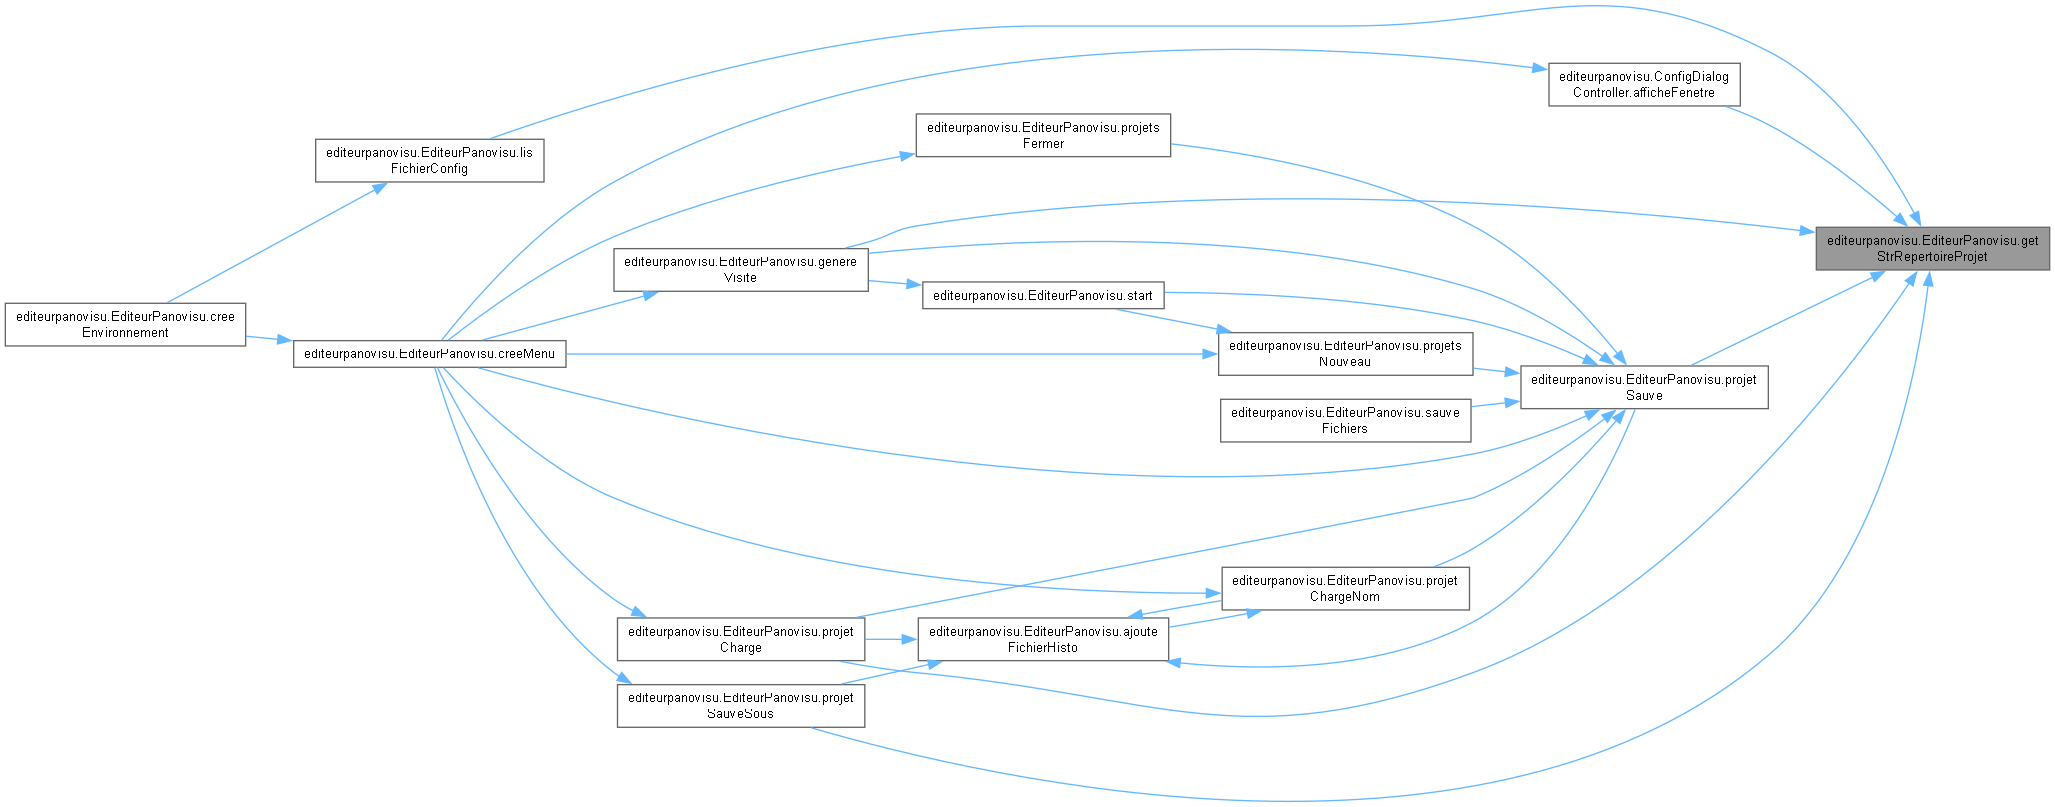 editeurpanovisu.ConfigDialog
Controller.afficheFenetre
editeurpanovisu.EditeurPanovisu.projets
Fermer
editeurpanovisu.EditeurPanovisu.lis
FichierConfig
editeurpanovisu.EditeurPanovisu.get
StrRepertoireProjet
editeurpanovisu.EditeurPanovisu.genere
Visite
editeurpanovisu.EditeurPanovisu.start
editeurpanovisu.EditeurPanovisu.cree
Environnement
editeurpanovisu.EditeurPanovisu.creeMenu
editeurpanovisu.EditeurPanovisu.projets
Nouveau
editeurpanovisu.EditeurPanovisu.projet
Sauve
editeurpanovisu.EditeurPanovisu.sauve
Fichiers
editeurpanovisu.EditeurPanovisu.projet
ChargeNom
editeurpanovisu.EditeurPanovisu.projet
Charge
editeurpanovisu.EditeurPanovisu.ajoute
FichierHisto
editeurpanovisu.EditeurPanovisu.projet
SauveSous